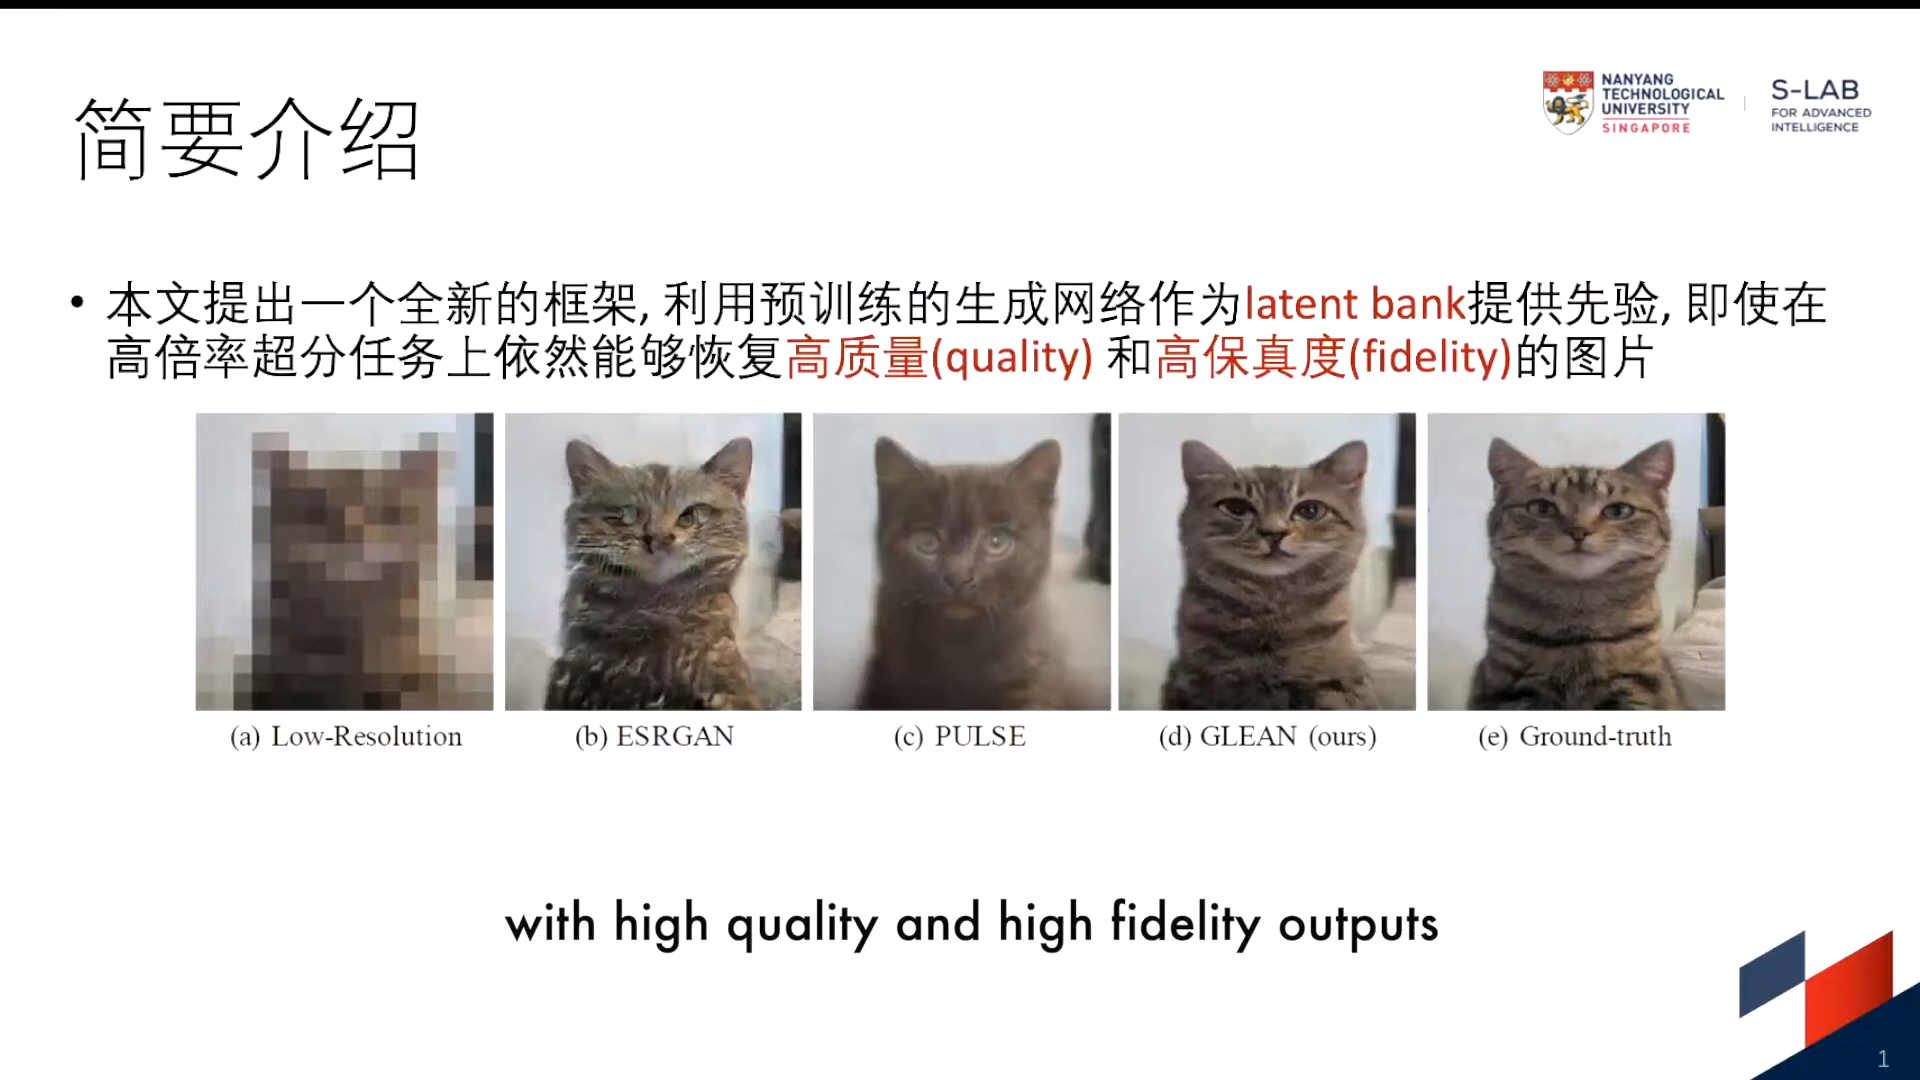 简要介绍
NANYANG
TECHNOLOGICAL
UNIVERSITY
SINGAPORE
S-LAB
FOR ADVANCED
INTELLIGENCE
• 本文提出一个全新的框架, 利用预训练的生成网络作为latent bank提供先验, 即使在
高倍率超分任务上依然能够恢复高质量(quality) 和高保真度(fidelity)的图片
(a) Low-Resolution
(b) ESRGAN
(c) PULSE
(d) GLEAN (ours)
(e) Ground-truth
with high quality and high fidelity outputs
1